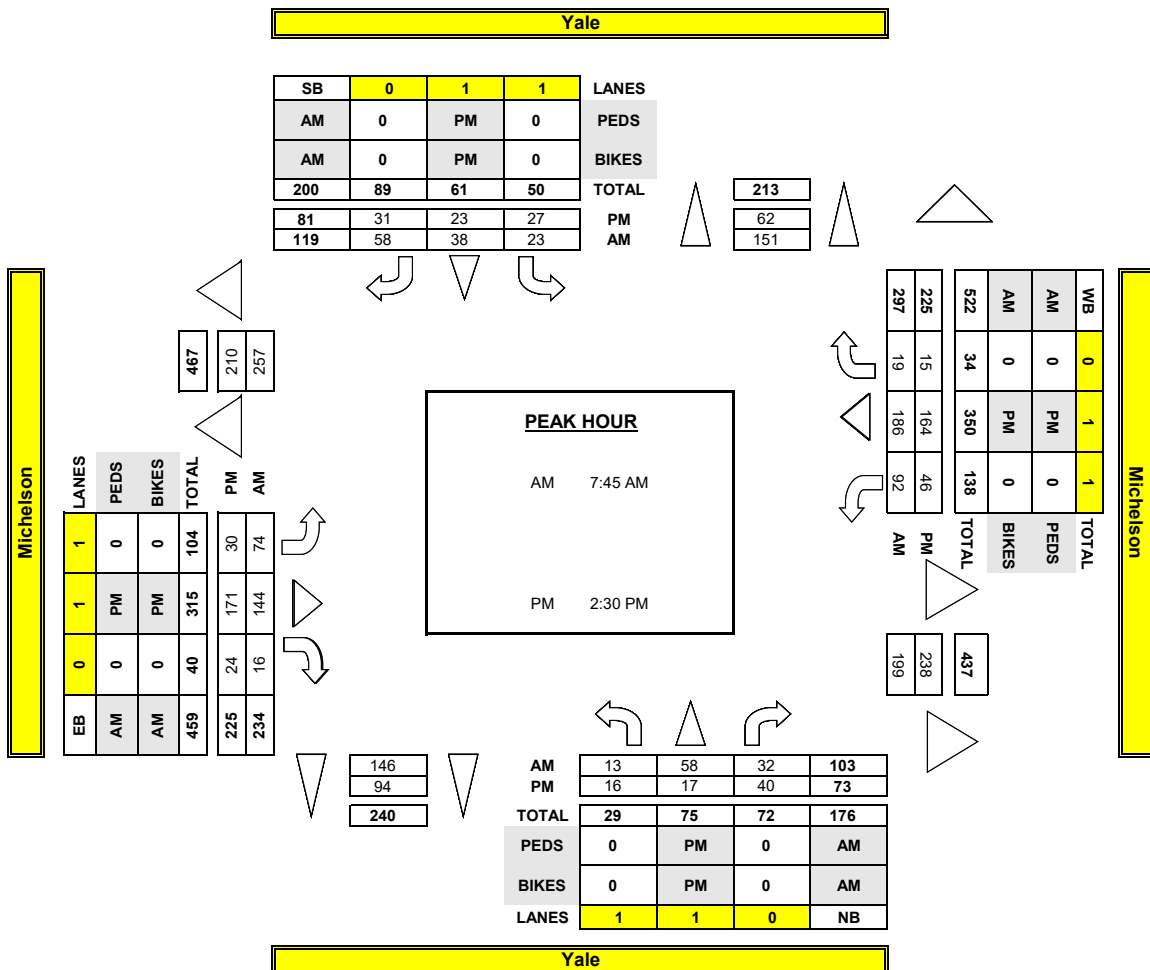 Yale
SB 0 1 1 LANES
AM 0 PM 0 PEDS
AM 0 PM 0 BIKES
200 89 61 50 TOTAL
81 31 23 27 PM
119 58 38 23 AM
213
62
151
Michelson
467
210
257
LANES 1 1 0 EB
PEDS 0 PM 0 AM
BIKES 0 PM 0 AM
TOTAL 104 315 40 459
PM 30 171 24 225
AM 74 144 16 234
PEAK HOUR
AM 7:45 AM
PM 2:30 PM
WB 0 1 1 TOTAL
AM 0 PM 0 PEDS
AM 0 PM 0 BIKES
522 34 350 138 TOTAL
225 15 164 46 PM
297 19 186 92 AM
437
238
199
Michelson
146
94
240
AM 13 58 32 103
PM 16 17 40 73
TOTAL 29 75 72 176
PEDS 0 PM 0 AM
BIKES 0 PM 0 AM
LANES 1 1 0 NB
Yale